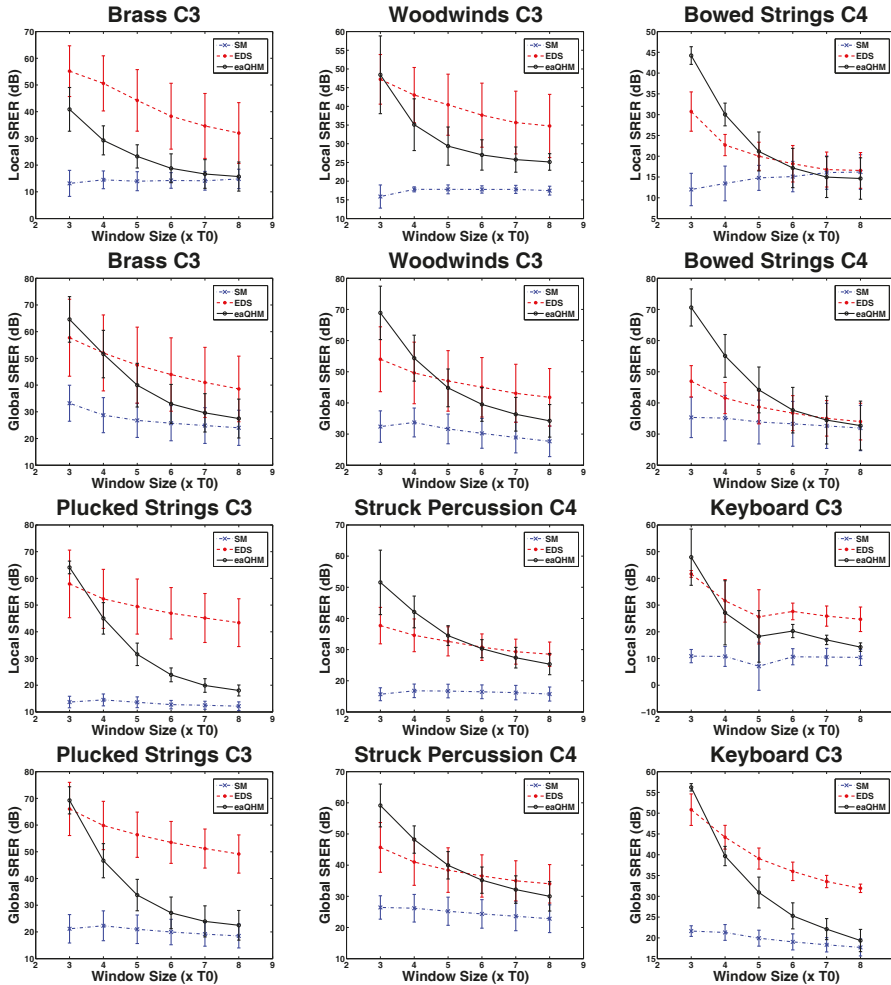 Brass C3
Local SRER (dB)
70
60
50
40
30
20
10
0
2 3 4 5 6 7 8 9
Window Size (x T0)
SM
EDS
eaQHM
Woodwinds C3
Local SRER (dB)
60
55
50
45
40
35
30
25
20
15
10
2 3 4 5 6 7 8 9
Window Size (x T0)
SM
EDS
eaQHM
Bowed Strings C4
Local SRER (dB)
50
45
40
35
30
25
20
15
10
5
2 3 4 5 6 7 8 9
Window Size (x T0)
SM
EDS
eaQHM
Brass C3
Global SRER (dB)
80
70
60
50
40
30
20
10
2 3 4 5 6 7 8 9
Window Size (x T0)
SM
EDS
eaQHM
Woodwinds C3
Global SRER (dB)
80
70
60
50
40
30
20
2 3 4 5 6 7 8 9
Window Size (x T0)
SM
EDS
eaQHM
Bowed Strings C4
Global SRER (dB)
80
70
60
50
40
30
20
2 3 4 5 6 7 8 9
Window Size (x T0)
SM
EDS
eaQHM
Plucked Strings C3
Local SRER (dB)
80
70
60
50
40
30
20
10
2 3 4 5 6 7 8 9
Window Size (x T0)
SM
EDS
eaQHM
Struck Percussion C4
Local SRER (dB)
70
60
50
40
30
20
10
2 3 4 5 6 7 8 9
Window Size (x T0)
SM
EDS
eaQHM
Keyboard C3
Local SRER (dB)
60
50
40
30
20
10
0
−10
2 3 4 5 6 7 8 9
Window Size (x T0)
SM
EDS
eaQHM
Plucked Strings C3
Global SRER (dB)
80
70
60
50
40
30
20
10
2 3 4 5 6 7 8 9
Window Size (x T0)
SM
EDS
eaQHM
Struck Percussion C4
Global SRER (dB)
70
60
50
40
30
20
10
2 3 4 5 6 7 8 9
Window Size (x T0)
SM
EDS
eaQHM
Keyboard C3
Global SRER (dB)
60
55
50
45
40
35
30
25
20
15
2 3 4 5 6 7 8 9
Window Size (x T0)
SM
EDS
eaQHM